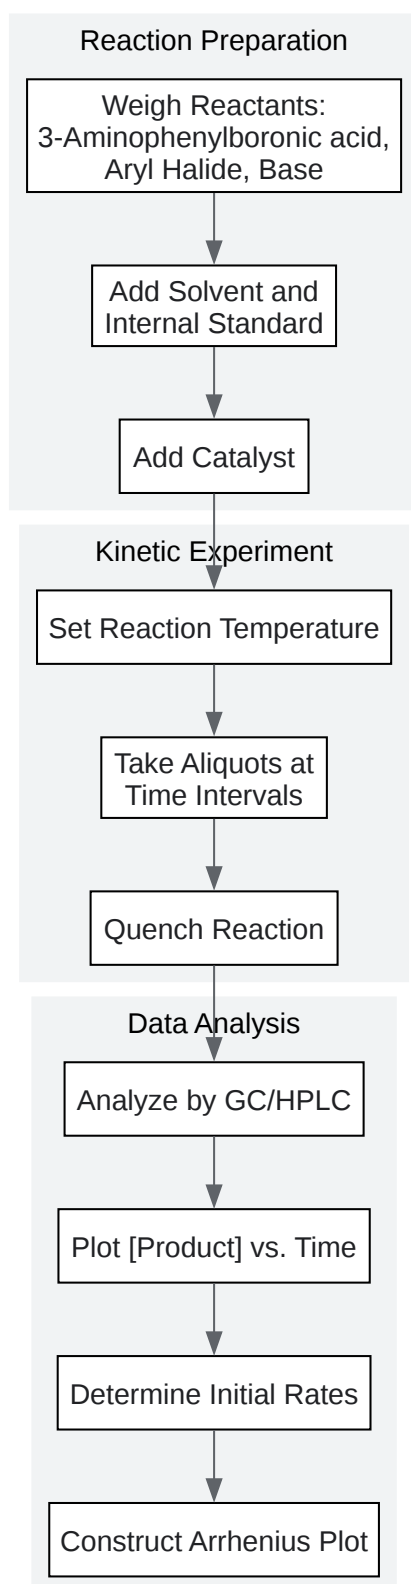 Reaction Preparation
Weigh Reactants:
3-Aminophenylboronic acid,
Aryl Halide, Base
Add Solvent and
Internal Standard
Add Catalyst
Kinetic Experiment
Set Reaction Temperature
Take Aliquots at
Time Intervals
Quench Reaction
Data Analysis
Analyze by GC/HPLC
Plot [Product] vs. Time
Determine Initial Rates
Construct Arrhenius Plot